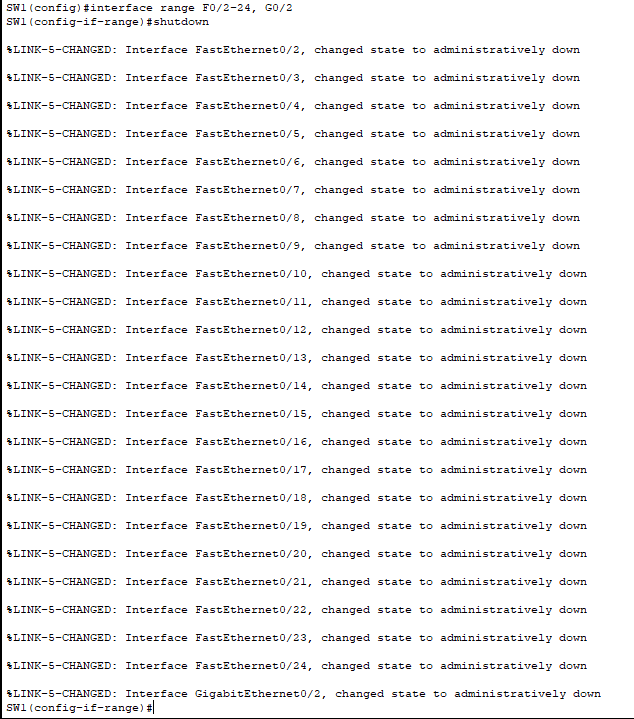 SW1(config)#interface range F0/2-24, G0/2
SW1(config-if-range)#shutdown
%LINK-5-CHANGED: Interface FastEthernet0/2, changed state to administratively down
%LINK-5-CHANGED: Interface FastEthernet0/3, changed state to administratively down
%LINK-5-CHANGED: Interface FastEthernet0/4, changed state to administratively down
%LINK-5-CHANGED: Interface FastEthernet0/5, changed state to administratively down
%LINK-5-CHANGED: Interface FastEthernet0/6, changed state to administratively down
%LINK-5-CHANGED: Interface FastEthernet0/7, changed state to administratively down
%LINK-5-CHANGED: Interface FastEthernet0/8, changed state to administratively down
%LINK-5-CHANGED: Interface FastEthernet0/9, changed state to administratively down
%LINK-5-CHANGED: Interface FastEthernet0/10, changed state to administratively down
%LINK-5-CHANGED: Interface FastEthernet0/11, changed state to administratively down
%LINK-5-CHANGED: Interface FastEthernet0/12, changed state to administratively down
%LINK-5-CHANGED: Interface FastEthernet0/13, changed state to administratively down
%LINK-5-CHANGED: Interface FastEthernet0/14, changed state to administratively down
%LINK-5-CHANGED: Interface FastEthernet0/15, changed state to administratively down
%LINK-5-CHANGED: Interface FastEthernet0/16, changed state to administratively down
%LINK-5-CHANGED: Interface FastEthernet0/17, changed state to administratively down
%LINK-5-CHANGED: Interface FastEthernet0/18, changed state to administratively down
%LINK-5-CHANGED: Interface FastEthernet0/19, changed state to administratively down
%LINK-5-CHANGED: Interface FastEthernet0/20, changed state to administratively down
%LINK-5-CHANGED: Interface FastEthernet0/21, changed state to administratively down
%LINK-5-CHANGED: Interface FastEthernet0/22, changed state to administratively down
%LINK-5-CHANGED: Interface FastEthernet0/23, changed state to administratively down
%LINK-5-CHANGED: Interface FastEthernet0/24, changed state to administratively down
%LINK-5-CHANGED: Interface GigabitEthernet0/2, changed state to administratively down
SW1(config-if-range)#